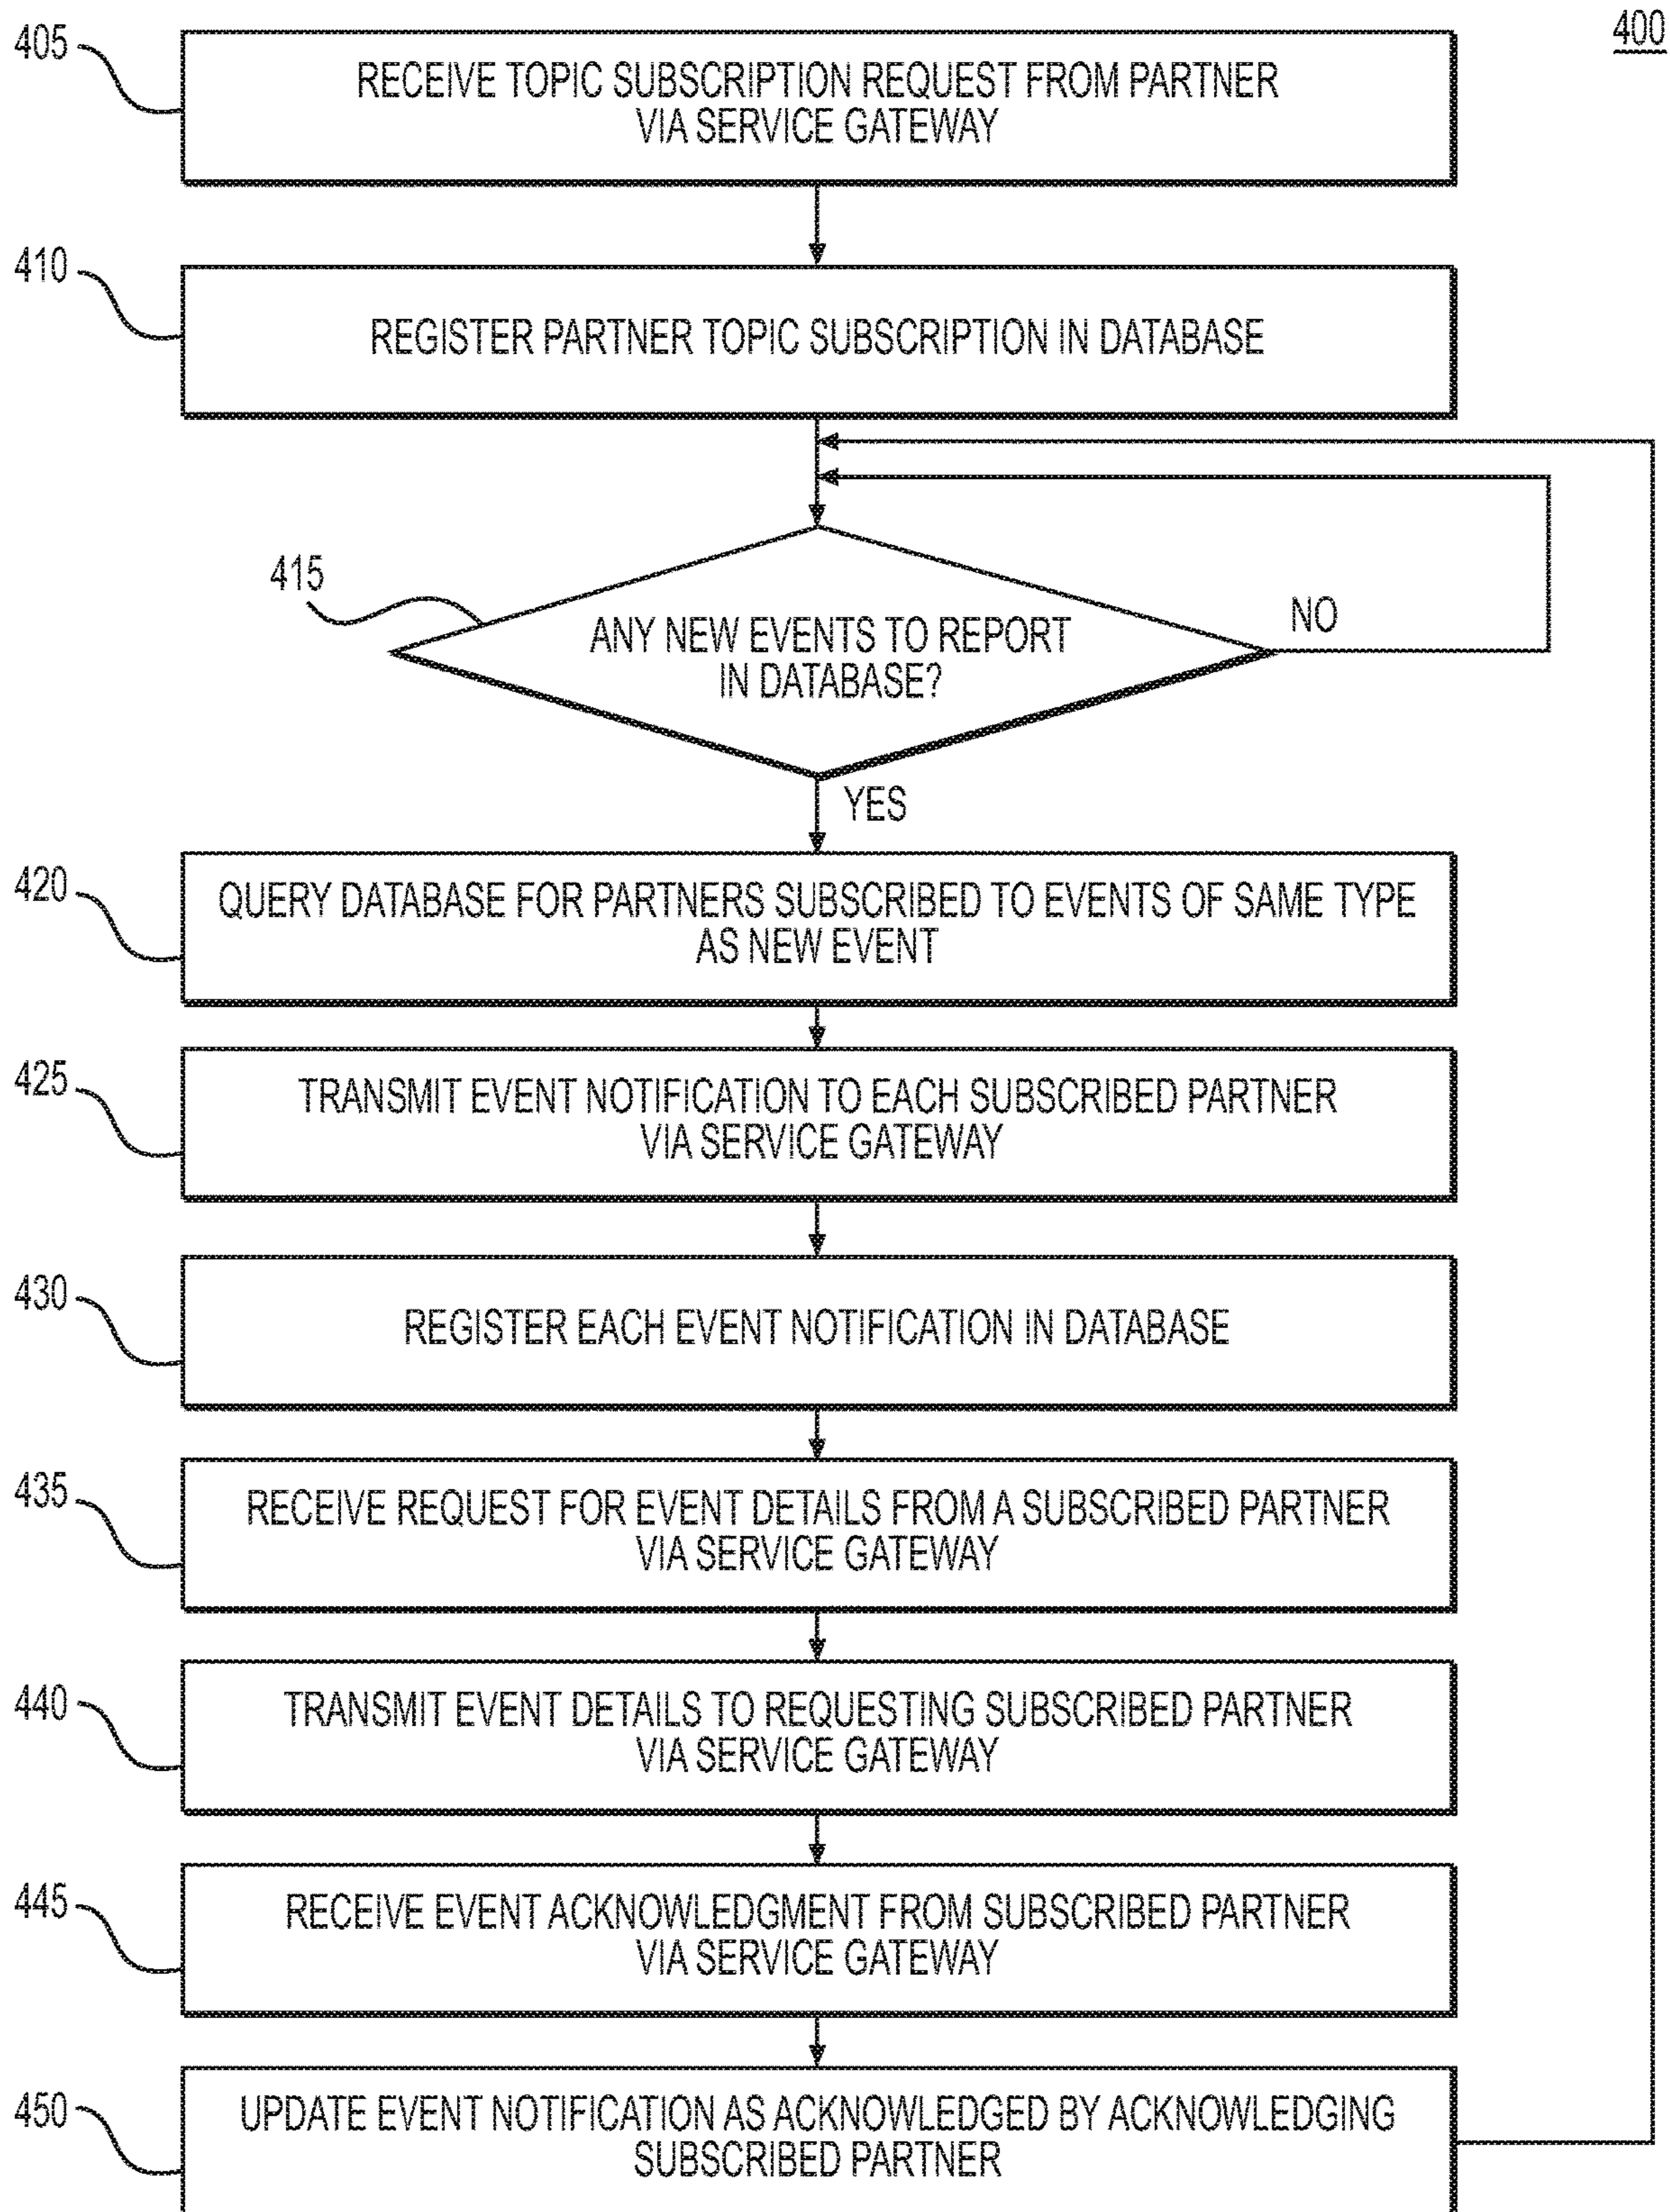 400
405
RECEIVE TOPIC SUBSCRIPTION REQUEST FROM PARTNER
VIA SERVICE GATEWAY
410
REGISTER PARTNER TOPIC SUBSCRIPTION IN DATABASE
415
ANY NEW EVENTS TO REPORT
IN DATABASE?
NO
YES
420
QUERY DATABASE FOR PARTNERS SUBSCRIBED TO EVENTS OF SAME TYPE
AS NEW EVENT
425
TRANSMIT EVENT NOTIFICATION TO EACH SUBSCRIBED PARTNER
VIA SERVICE GATEWAY
430
REGISTER EACH EVENT NOTIFICATION IN DATABASE
435
RECEIVE REQUEST FOR EVENT DETAILS FROM A SUBSCRIBED PARTNER
VIA SERVICE GATEWAY
440
TRANSMIT EVENT DETAILS TO REQUESTING SUBSCRIBED PARTNER
VIA SERVICE GATEWAY
445
RECEIVE EVENT ACKNOWLEDGMENT FROM SUBSCRIBED PARTNER
VIA SERVICE GATEWAY
450
UPDATE EVENT NOTIFICATION AS ACKNOWLEDGED BY ACKNOWLEDGING
SUBSCRIBED PARTNER